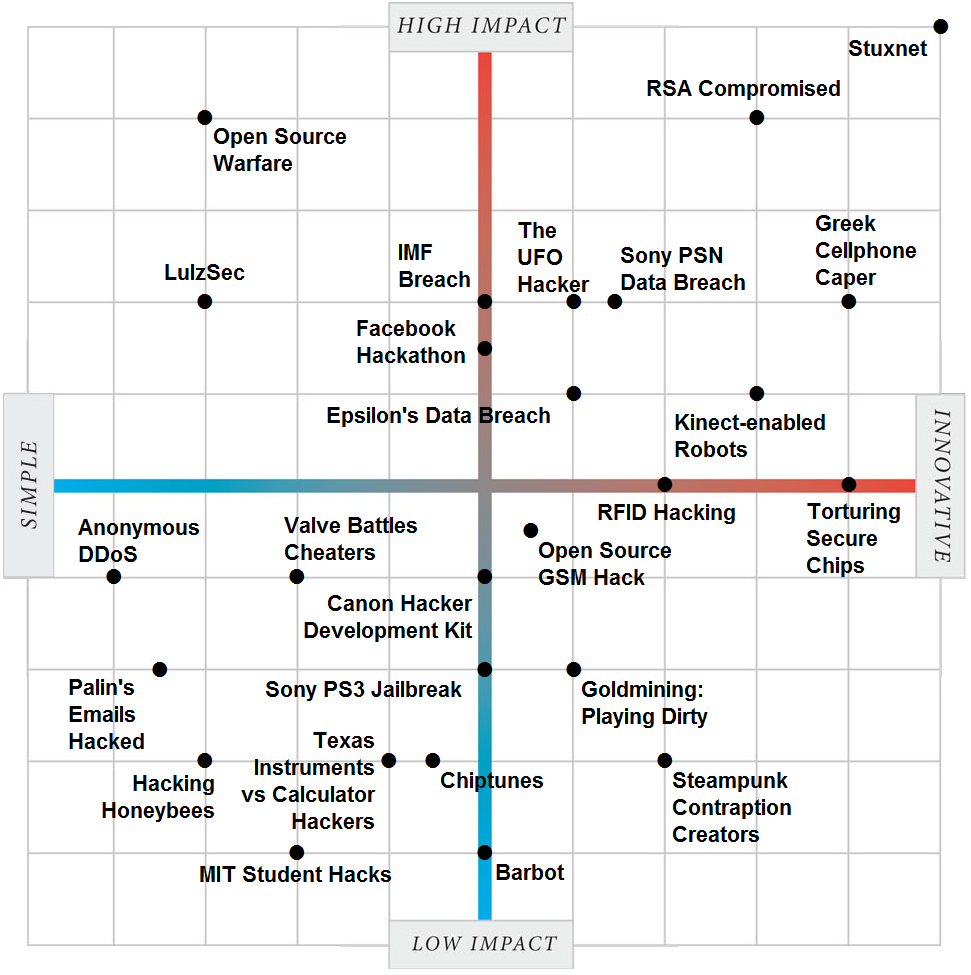 HIGH IMPACT
Stuxnet
RSA Compromised
Open Source
Warfare
The
UFO
Hacker
Greek
Cellphone
Caper
IMF
Breach
Sony PSN
Data Breach
LulzSec
Facebook
Hackathon
Epsilon's Data Breach
Kinect-enabled
Robots
SIMPLE
INNOVATIVE
RFID Hacking
Torturing
Secure
Chips
Anonymous
DDoS
Valve Battles
Cheaters
Open Source
GSM Hack
Canon Hacker
Development Kit
Palin's
Emails
Hacked
Sony PS3 Jailbreak
Goldmining:
Playing Dirty
Texas
Instruments
vs Calculator
Hackers
Hacking
Honeybees
Chiptunes
Steampunk
Contraption
Creators
MIT Student Hacks
Barbot
LOW IMPACT